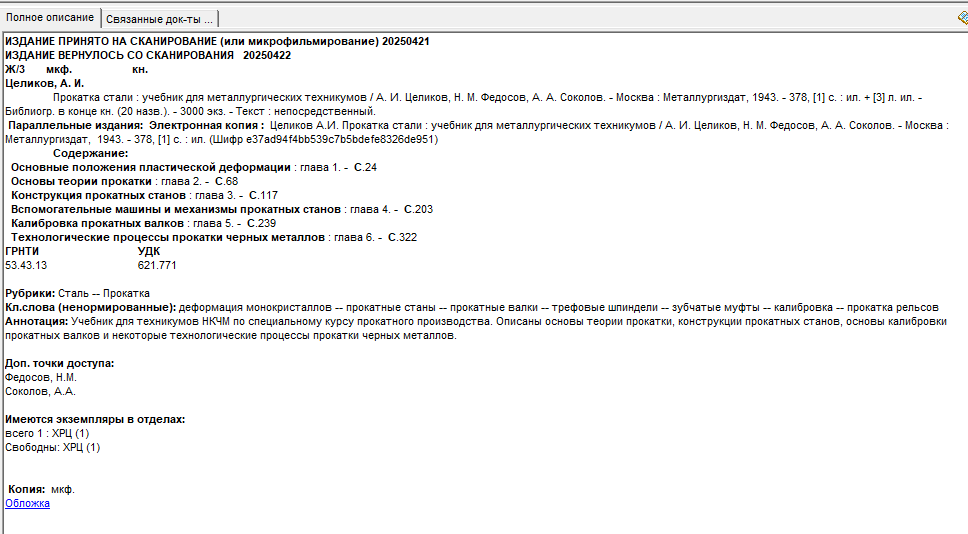 Полное описание
Связанные док-ты ...
ИЗДАНИЕ ПРИНЯТО НА СКАНИРОВАНИЕ (или микрофильмирование) 20250421
ИЗДАНИЕ ВЕРНУЛОСЬ СО СКАНИРОВАНИЯ 20250422
Ж/3 мкф. кн.
Целиков, А. И.
Прокатка стали : учебник для металлургических техникумов / А. И. Целиков, Н. М. Федосов, А. А. Соколов. - Москва : Металлургиздат, 1943. - 378, [1] с. : ил. + [3] л. ил. -
Библиогр. в конце кн. (20 назв.). - 3000 экз. - Текст : непосредственный.
Параллельные издания: Электронная копия : Целиков А.И. Прокатка стали : учебник для металлургических техникумов / А. И. Целиков, Н. М. Федосов, А. А. Соколов. - Москва :
Металлургиздат, 1943. - 378, [1] с. : ил. (Шифр e37ad94f4bb539c7b5bdefe8326de951)
Содержание:
Основные положения пластической деформации : глава 1. - С.24
Основы теории прокатки : глава 2. - С.68
Конструкция прокатных станов : глава 3. - С.117
Вспомогательные машины и механизмы прокатных станов : глава 4. - С.203
Калибровка прокатных валков : глава 5. - С.239
Технологические процессы прокатки черных металлов : глава 6. - С.322
ГРНТИ УДК
53.43.13 621.771
Рубрики: Сталь -- Прокатка
Кл.слова (ненормированные): деформация монокристаллов -- прокатные станы -- прокатные валки -- трефовые шпиндели -- зубчатые муфты -- калибровка -- прокатка рельсов
Аннотация: Учебник для техникумов НКЧМ по специальному курсу прокатного производства. Описаны основы теории прокатки, конструкции прокатных станов, основы калибровки
прокатных валков и некоторые технологические процессы прокатки черных металлов.
Доп. точки доступа:
Федосов, Н.М.
Соколов, А.А.
Имеются экземпляры в отделах:
всего 1 : ХРЦ (1)
Свободны: ХРЦ (1)
Копия: мкф.
Обложка